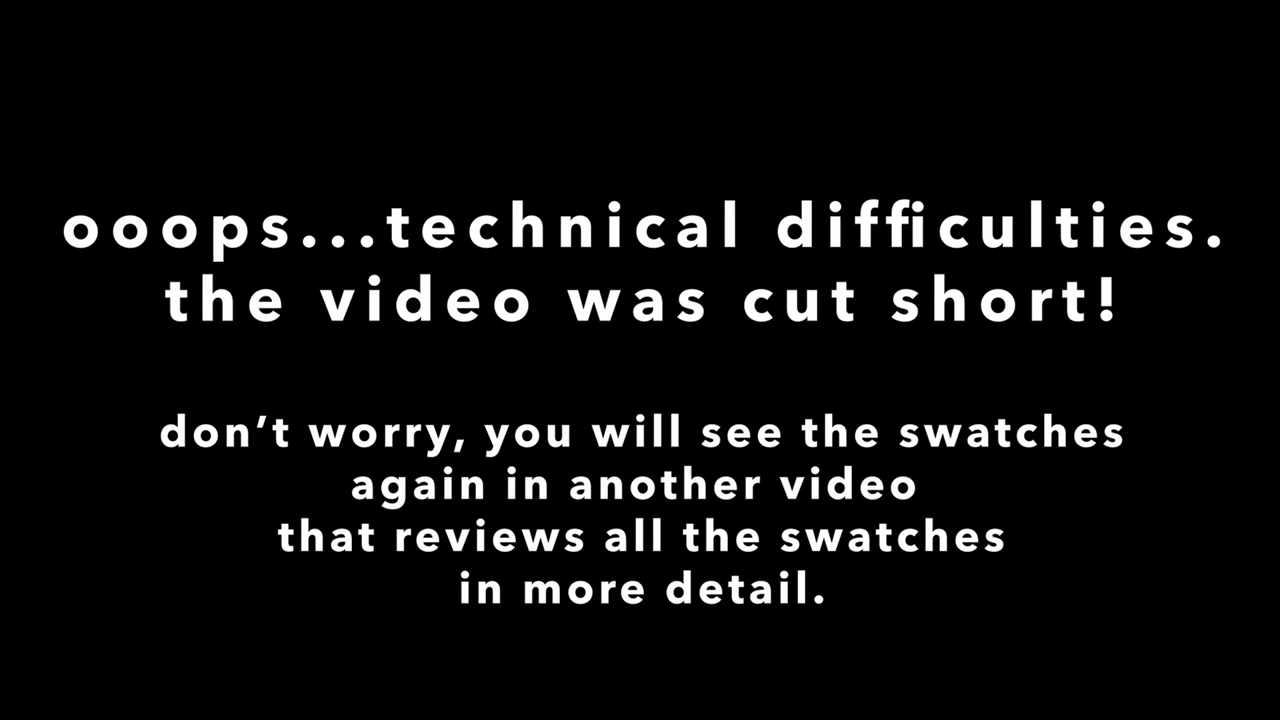 ooops...technical difficulties.
the video was cut short!
don’t worry, you will see the swatches
again in another video
that reviews all the swatches
in more detail.